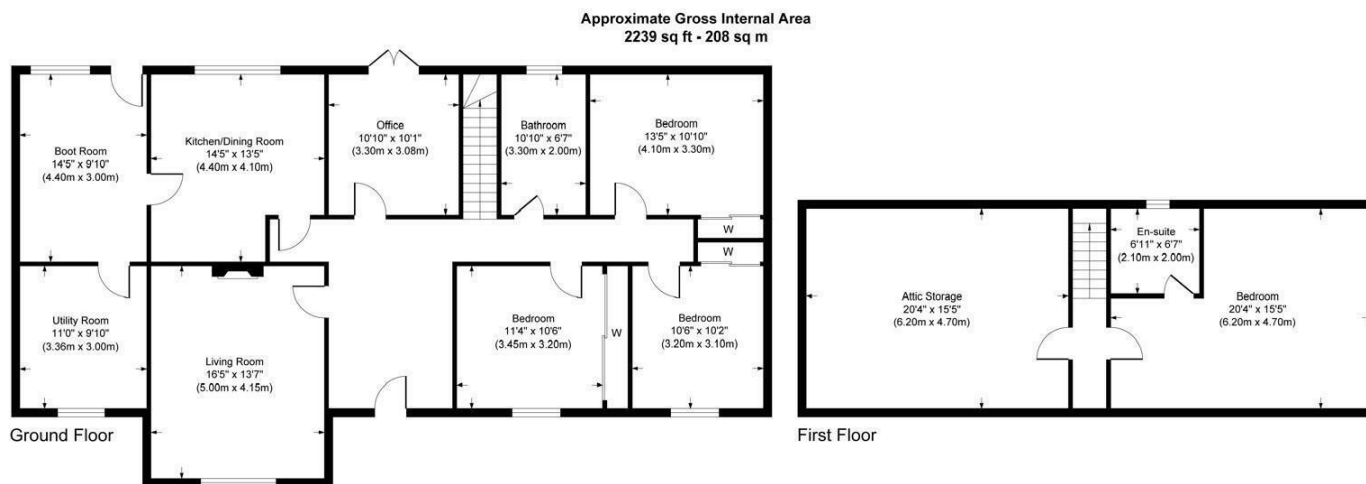 Approximate Gross Internal Area
2239 sq ft - 208 sq m
Boot Room
14'5" x 9'10"
(4.40m x 3.00m)
Kitchen/Dining Room
14'5" x 13'5"
(4.40m x 4.10m)
Office
10'10" x 10'1"
(3.30m x 3.08m)
Bathroom
10'10" x 6'7"
(3.30m x 2.00m)
Bedroom
13'5" x 10'10"
(4.10m x 3.30m)
W
W
Utility Room
11'0" x 9'10"
(3.36m x 3.00m)
Living Room
16'5" x 13'7"
(5.00m x 4.15m)
Bedroom
11'4" x 10'6"
(3.45m x 3.20m)
W
Bedroom
10'6" x 10'2"
(3.20m x 3.10m)
Ground Floor
Attic Storage
20'4" x 15'5"
(6.20m x 4.70m)
En-suite
6'11" x 6'7"
(2.10m x 2.00m)
Bedroom
20'4" x 15'5"
(6.20m x 4.70m)
First Floor